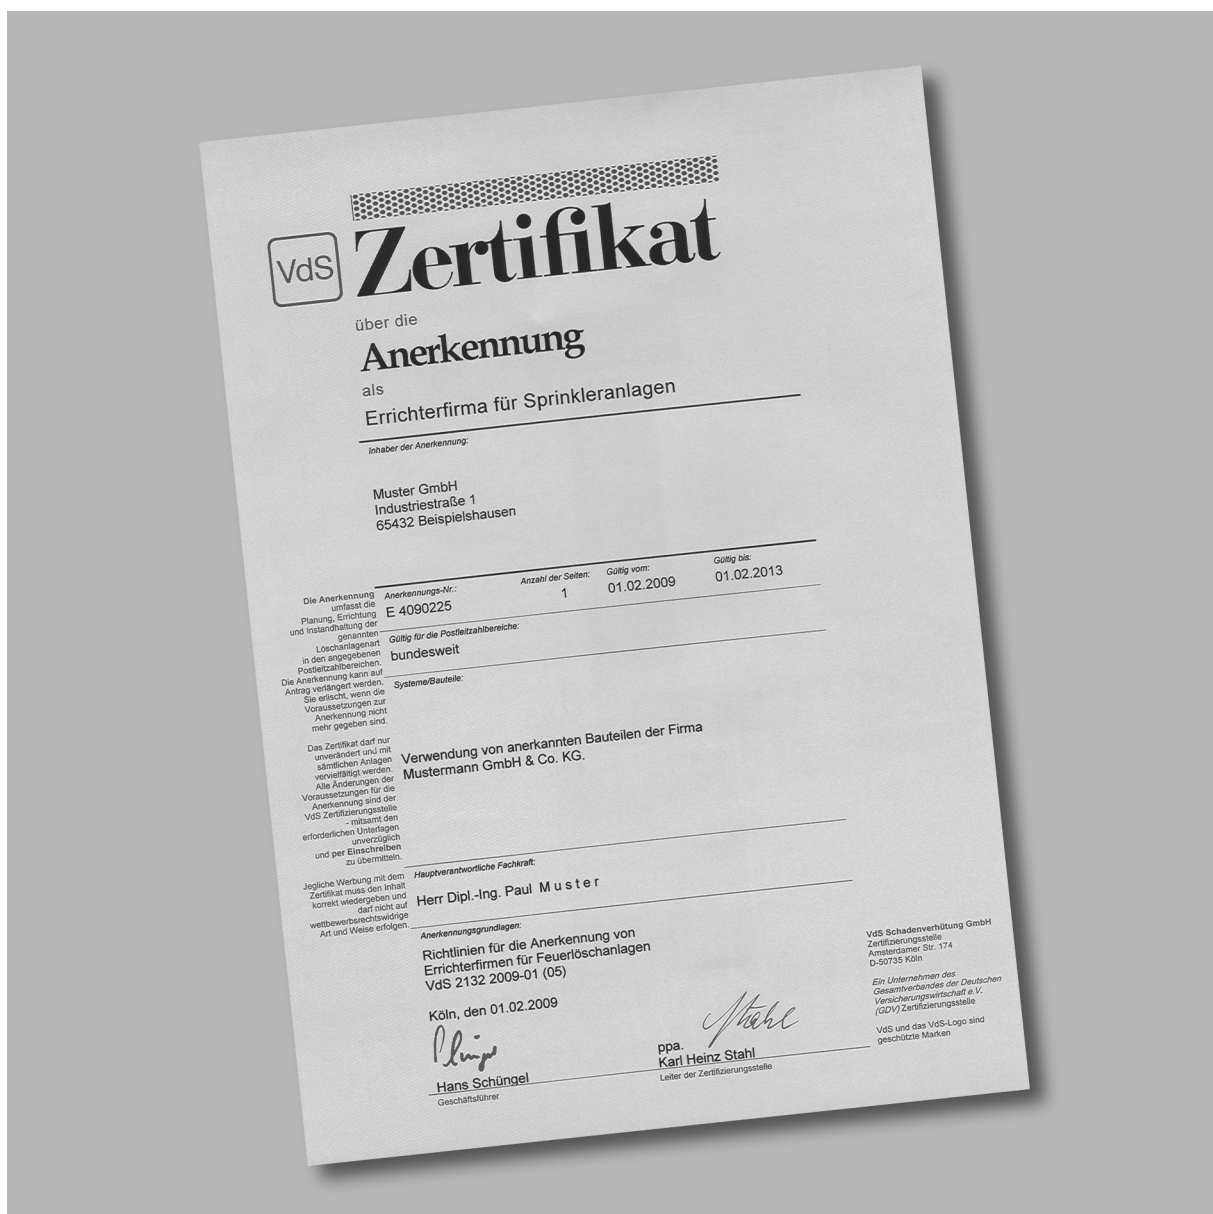 VdS
Zertifikat
über die
Anerkennung
als
Errichterfirma für Sprinkleranlagen
Inhaber der Anerkennung:
Muster GmbH
Industriestraße 1
65432 Beispielshausen
Anerkennungs-Nr.: Anzahl der Seiten: Gültig vom: Gültig bis:
E 4090225 1 01.02.2009 01.02.2013
Gültig für die Postleitzahlbereiche:
bundesweit
Systeme/Bauteile:
Verwendung von anerkannten Bauteilen der Firma
Mustermann GmbH & Co. KG.
Hauptverantwortliche Fachkraft:
Herr Dipl.-Ing. Paul Muster
Anerkennungsgrundlagen:
Richtlinien für die Anerkennung von
Errichterfirmen für Feuerlöschanlagen
VdS 2132 2009-01 (05)
Köln, den 01.02.2009
Hans Schüngel
Geschäftsführer
Stahl
ppa.
Karl Heinz Stahl
Leiter der Zertifizierungsstelle
Die Anerkennung
umfasst die
Planung, Errichtung
und Instandhaltung der
genannten
Löschanlagenart
in den angegebenen
Postleitzahlbereichen.
Die Anerkennung kann auf
Antrag verlängert werden.
Sie erlischt, wenn die
Voraussetzungen zur
Anerkennung nicht
mehr gegeben sind.
Das Zertifikat darf nur
unverändert und mit
sämtlichen Anlagen
vervielfältigt werden.
Alle Änderungen der
Voraussetzungen für die
Anerkennung sind der
VdS Zertifizierungsstelle
- mitsamt den
erforderlichen Unterlagen
unverzüglich
und per Einschreiben
zu übermitteln.
Jegliche Werbung mit dem
Zertifikat muss den Inhalt
korrekt wiedergeben und
darf nicht auf
wettbewerbsrechtswidrige
Art und Weise erfolgen.
VdS Schadenverhütung GmbH
Zertifizierungsstelle
Amsterdamer Str. 174
D-50735 Köln
Ein Unternehmen des
Gesamtverbandes der Deutschen
Versicherungswirtschaft e.V.
(GDV) Zertifizierungsstelle
VdS und das VdS-Logo sind
geschützte Marken